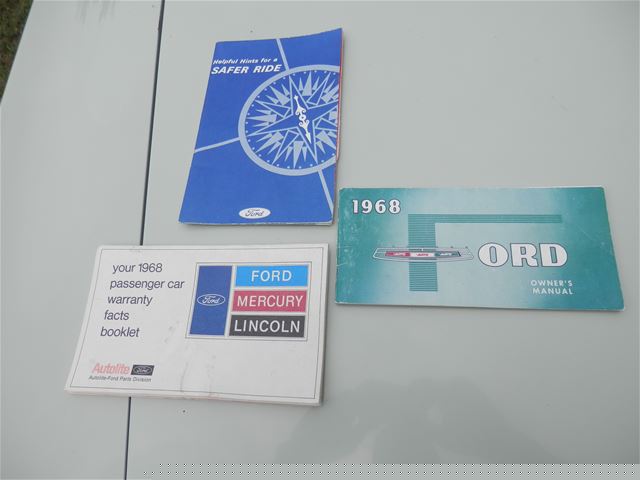 Helpful Hints for a
SAFER RIDE
Ford
1968
FORD
OWNER'S
MANUAL
your 1968
passenger car
warranty
facts
booklet
Ford
FORD
MERCURY
LINCOLN
Autolite
Ford
Autolite-Ford Parts Division